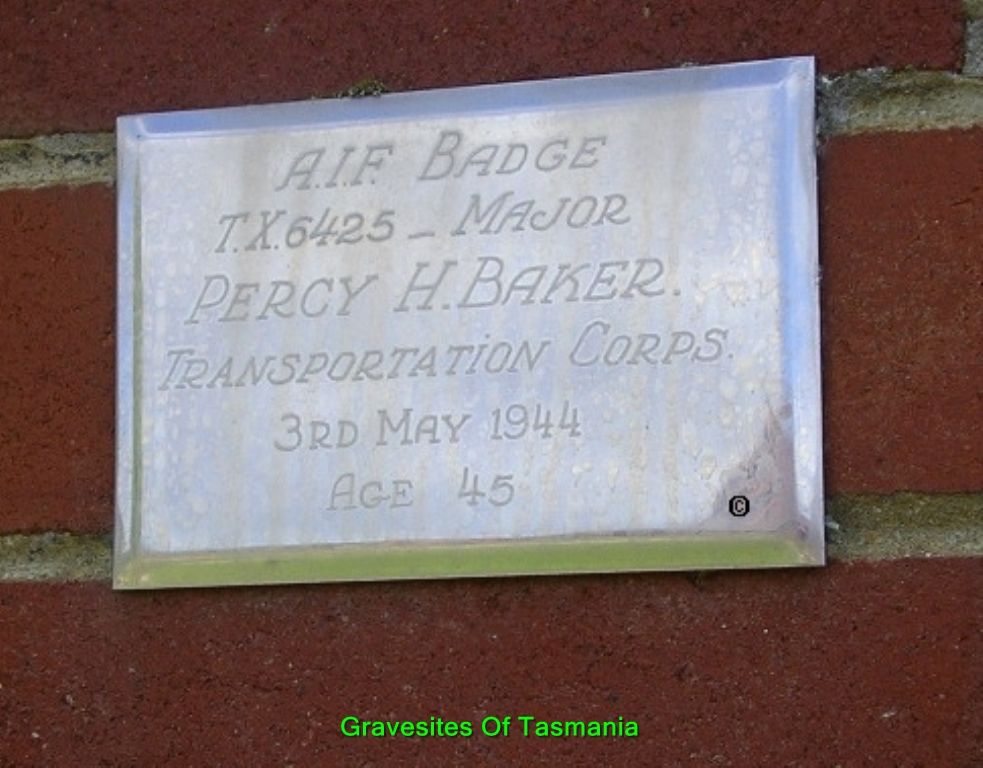 A.I.F. BADGE
T.X.6425 _ MAJOR
PERCY H. BAKER.
TRANSPORTATION CORPS.
3RD MAY 1944
AGE 45
©
Gravesites Of Tasmania